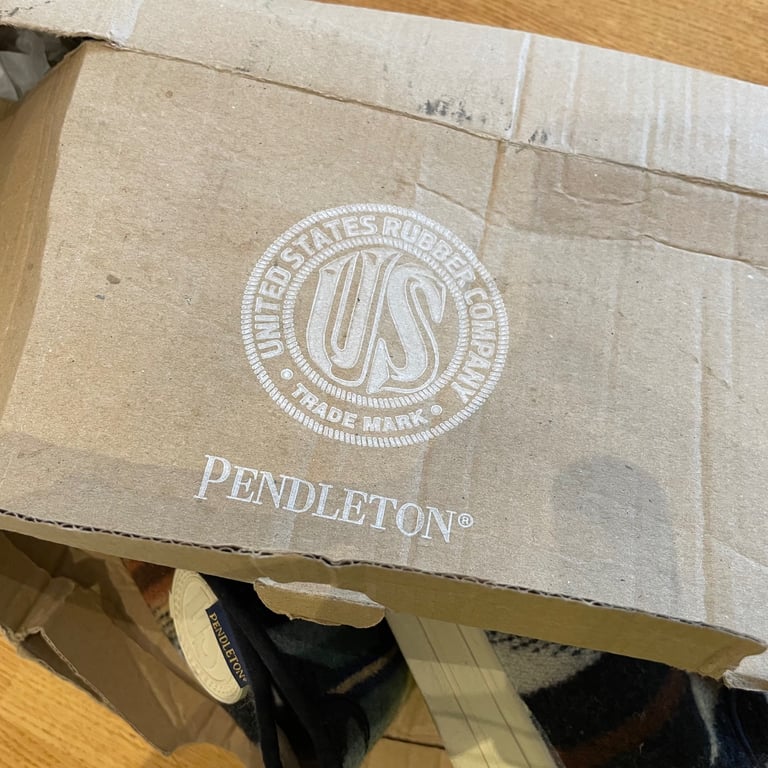 UNITED STATES RUBBER COMPANY
US
• TRADE MARK •
PENDLETON®
PENDLETON